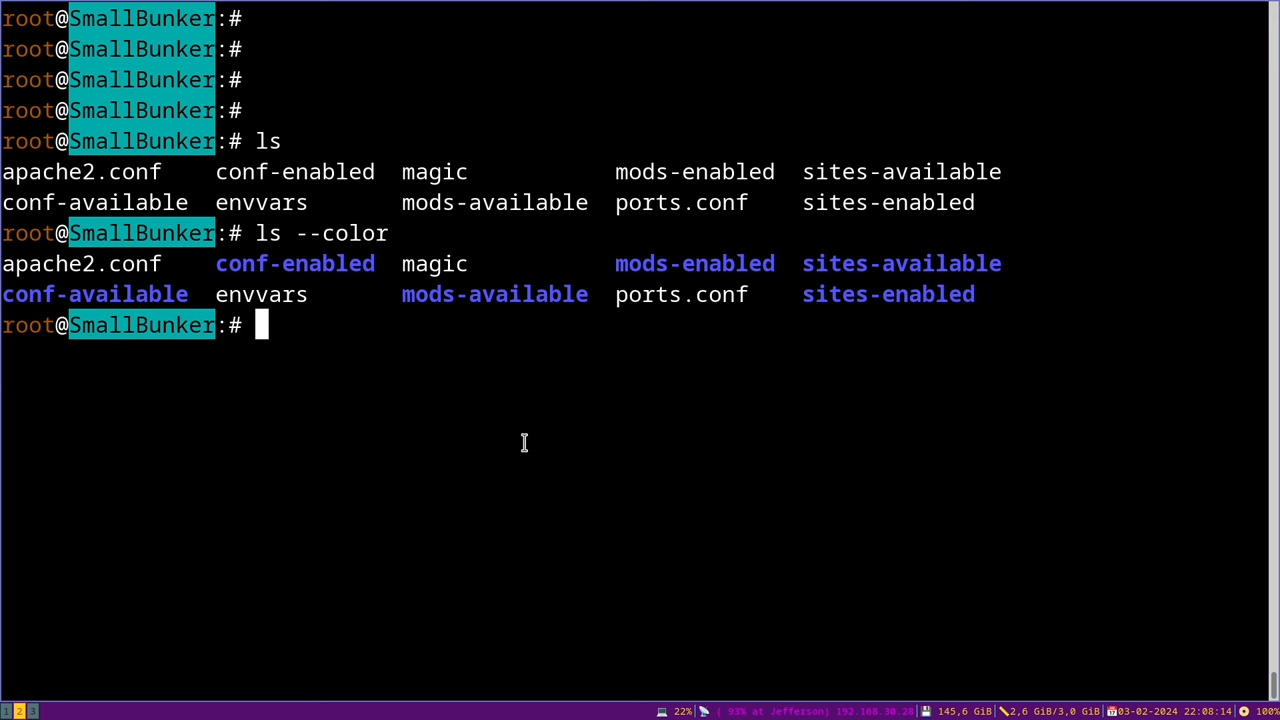 root@SmallBunker:#
root@SmallBunker:#
root@SmallBunker:#
root@SmallBunker:#
root@SmallBunker:# ls
apache2.conf    conf-enabled  magic           mods-enabled  sites-available
conf-available  envvars       mods-available  ports.conf    sites-enabled
root@SmallBunker:# ls --color
apache2.conf    conf-enabled  magic           mods-enabled  sites-available
conf-available  envvars       mods-available  ports.conf    sites-enabled
root@SmallBunker:#
1 2 3 22% ( 93% at Jefferson) 192.168.30.28 145,6 GiB 2,6 GiB/3,0 GiB 03-02-2024 22:08:14 100%